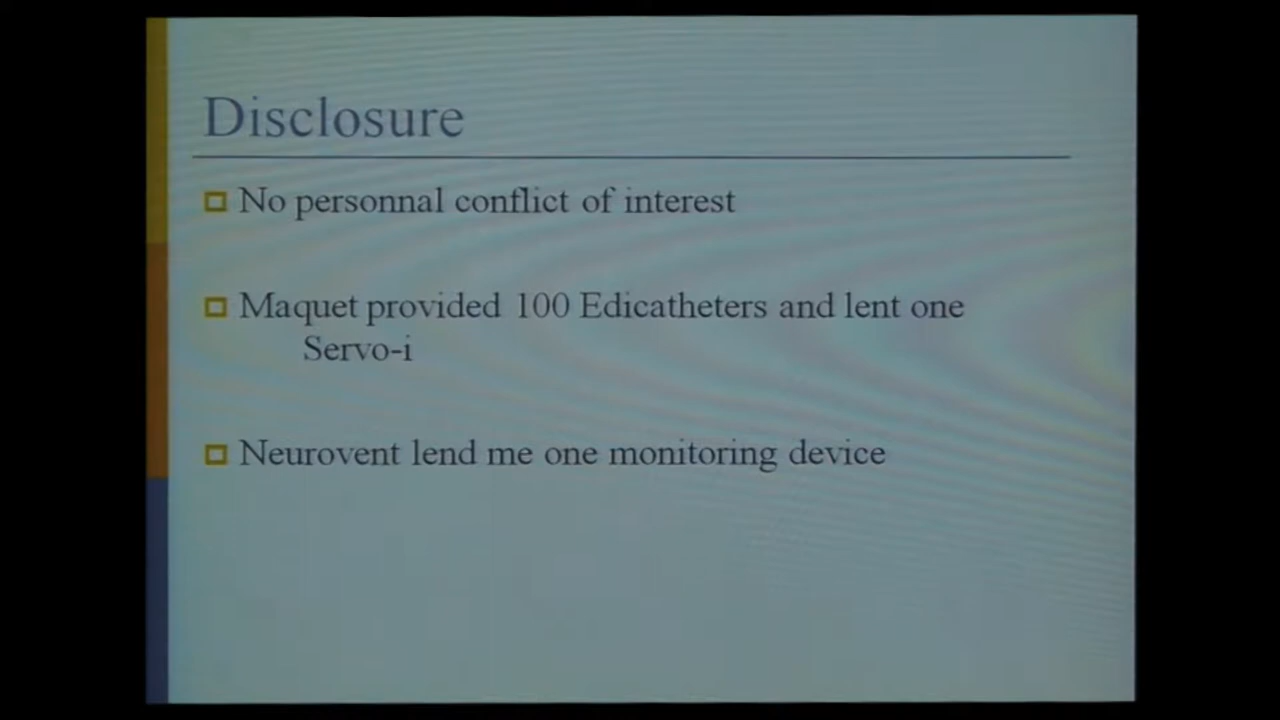 Disclosure
No personnal conflict of interest
Maquet provided 100 Edicatheters and lent one
Servo-i
Neurovent lend me one monitoring device